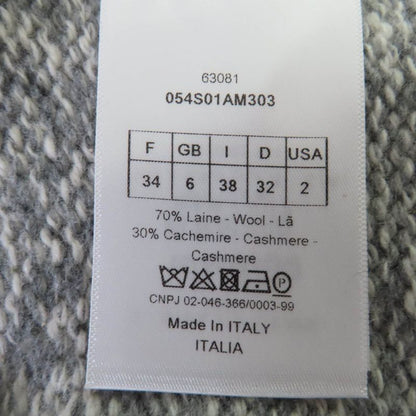 63081
054S01AM303
F GB I D USA
34 6 38 32 2
70% Laine - Wool - Lã
30% Cachemire - Cashmere -
Cashmere
P
CNPJ 02-046-366/0003-99
Made In ITALY
ITALIA